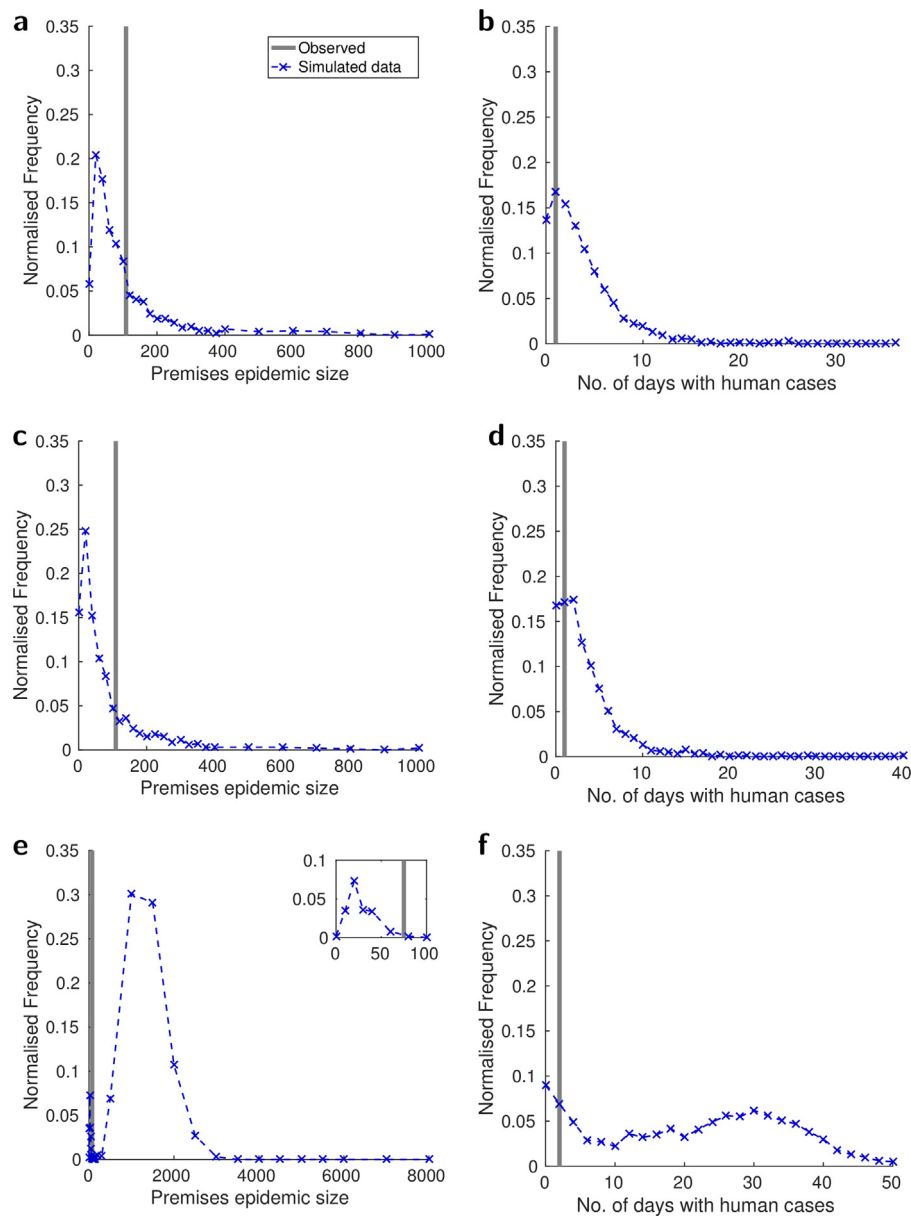 a
0.35
0.3
0.25
0.2
0.15
0.1
0.05
0
Normalised Frequency
Observed
Simulated data
0 200 400 600 800 1000
Premises epidemic size
b
0.35
0.3
0.25
0.2
0.15
0.1
0.05
0
Normalised Frequency
0 10 20 30
No. of days with human cases
c
0.35
0.3
0.25
0.2
0.15
0.1
0.05
0
Normalised Frequency
0 200 400 600 800 1000
Premises epidemic size
d
0.35
0.3
0.25
0.2
0.15
0.1
0.05
0
Normalised Frequency
0 10 20 30 40
No. of days with human cases
e
0.35
0.3
0.25
0.2
0.15
0.1
0.05
0
Normalised Frequency
0.1
0.05
0
0 50 100
0 2000 4000 6000 8000
Premises epidemic size
f
0.35
0.3
0.25
0.2
0.15
0.1
0.05
0
Normalised Frequency
0 10 20 30 40 50
No. of days with human cases